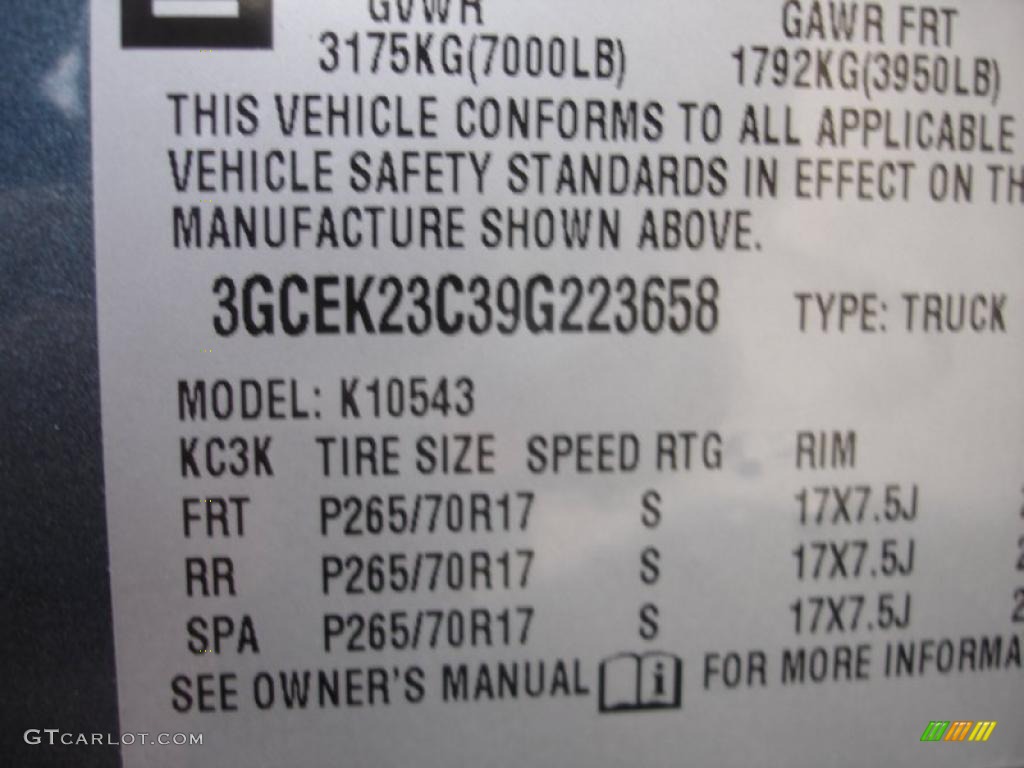 GVWR GAWR FRT
3175KG(7000LB) 1792KG(3950LB)
THIS VEHICLE CONFORMS TO ALL APPLICABLE
VEHICLE SAFETY STANDARDS IN EFFECT ON TH
MANUFACTURE SHOWN ABOVE.
3GCEK23C39G223658 TYPE: TRUCK
MODEL: K10543
KC3K TIRE SIZE SPEED RTG RIM
FRT P265/70R17 S 17X7.5J
RR P265/70R17 S 17X7.5J
SPA P265/70R17 S 17X7.5J
SEE OWNER'S MANUAL i FOR MORE INFORMA
GTCARLOT.COM